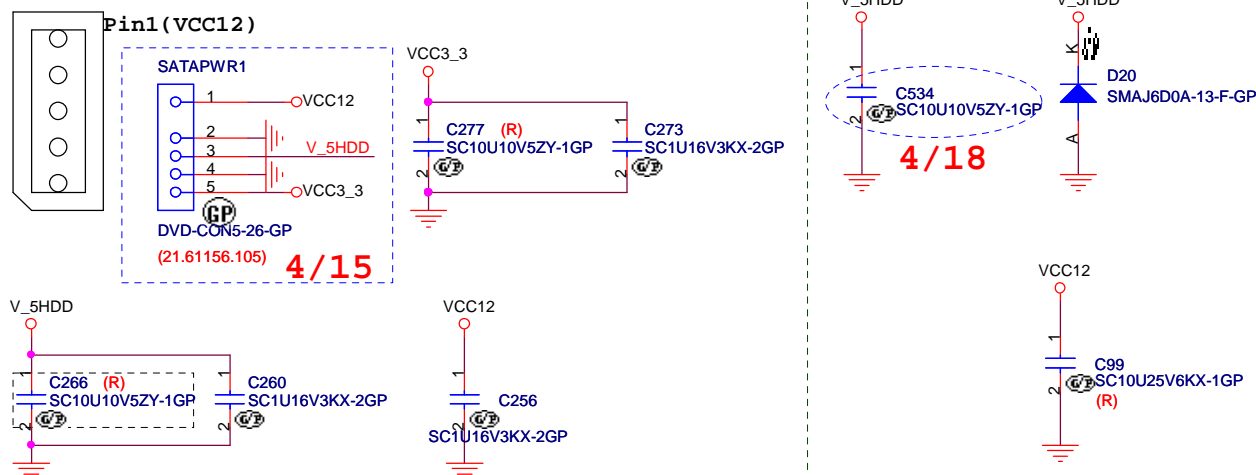 Pin1(VCC12)
SATAPWR1
1
VCC12
2
3
V_5HDD
4
5
VCC3_3
GP
DVD-CON5-26-GP
(21.61156.105)
4/15
VCC3_3
1
C277 (R)
SC10U10V5ZY-1GP
G/P
2
1
C273
SC1U16V3KX-2GP
G/P
2
V_5HDD
1
C534
SC10U10V5ZY-1GP
G/P
2
4/18
V_5HDD
K
D20
SMAJ6D0A-13-F-GP
A
V_5HDD
1
C266 (R)
SC10U10V5ZY-1GP
G/P
2
1
C260
SC1U16V3KX-2GP
G/P
2
VCC12
1
C256
G/P
2
SC1U16V3KX-2GP
VCC12
1
C99
SC10U25V6KX-1GP
G/P
2
(R)